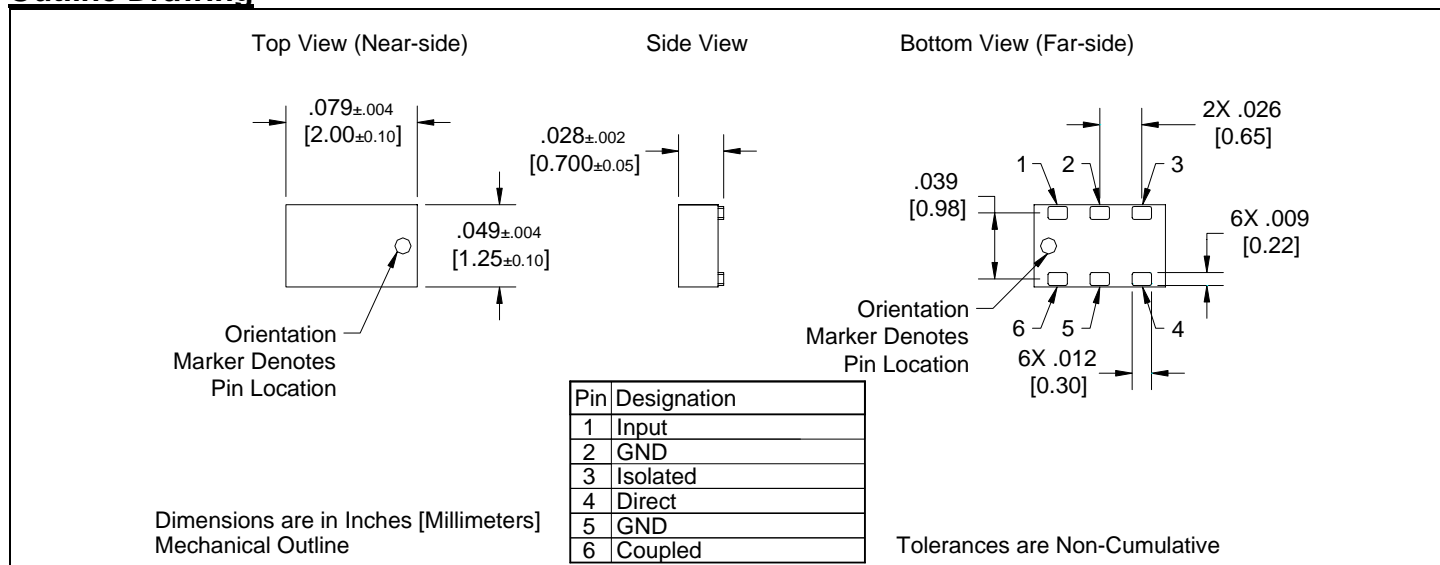 Top View (Near-side)
Side View
Bottom View (Far-side)
.079±.004
[2.00±0.10]
.049±.004
[1.25±0.10]
Orientation
Marker Denotes
Pin Location
.028±.002
[0.700±0.05]
2X .026
[0.65]
1
2
3
.039
[0.98]
6X .009
[0.22]
Orientation
Marker Denotes
Pin Location
6
5
4
6X .012
[0.30]
Pin Designation
1 Input
2 GND
3 Isolated
4 Direct
5 GND
6 Coupled
Dimensions are in Inches [Millimeters]
Mechanical Outline
Tolerances are Non-Cumulative